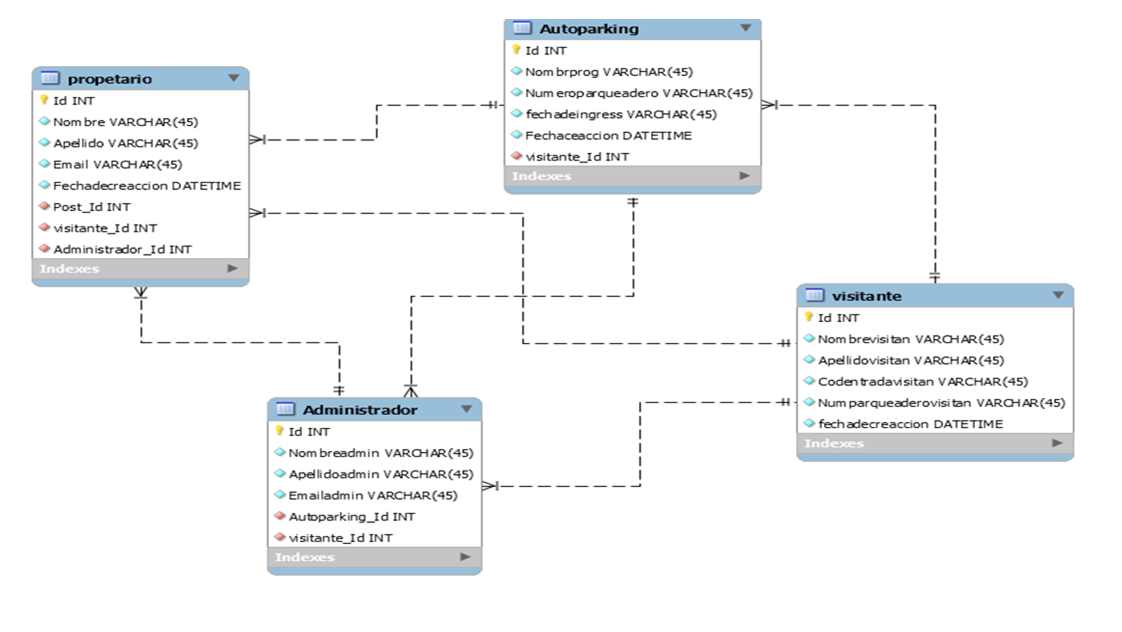 Autoparking
Id INT
Nombrprog VARCHAR(45)
Numeroparqueadero VARCHAR(45)
fechadeingress VARCHAR(45)
Fechaceaccion DATETIME
visitante_Id INT
Indexes
propetario
Id INT
Nombre VARCHAR(45)
Apellido VARCHAR(45)
Email VARCHAR(45)
Fechadecreaccion DATETIME
Post_Id INT
visitante_Id INT
Administrador_Id INT
Indexes
visitante
Id INT
Nombrevisitan VARCHAR(45)
Apellidovisitan VARCHAR(45)
Codentradavisitan VARCHAR(45)
Numparqueaderovisitan VARCHAR(45)
fechadecreaccion DATETIME
Indexes
Administrador
Id INT
Nombreadmin VARCHAR(45)
Apellidoadmin VARCHAR(45)
Emailadmin VARCHAR(45)
Autoparking_Id INT
visitante_Id INT
Indexes